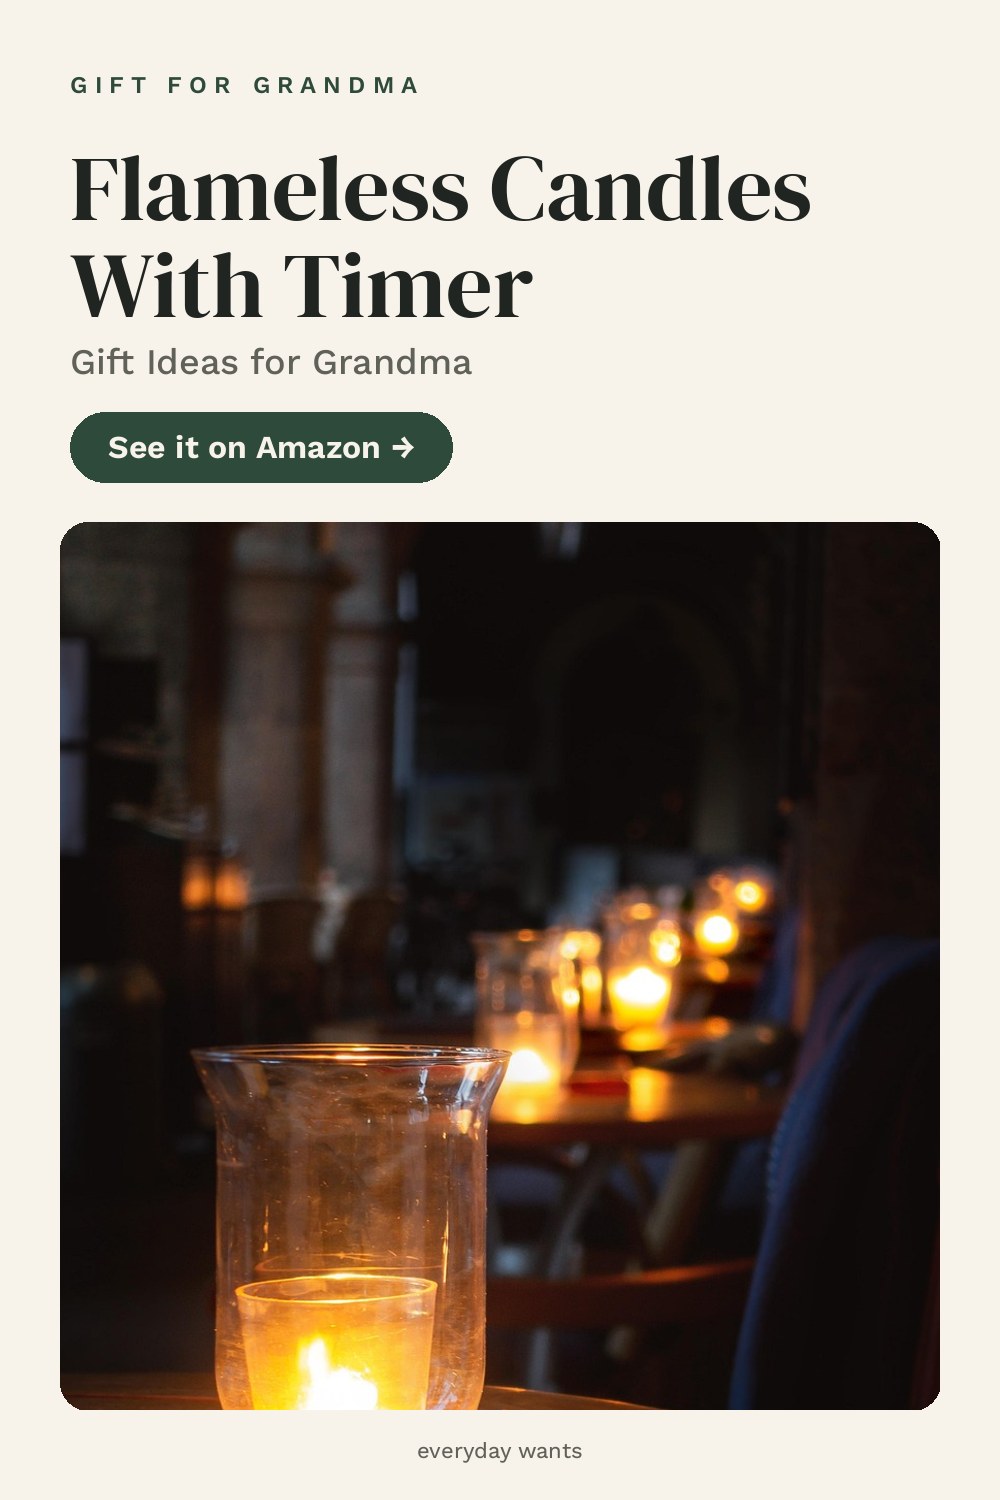 GIFT FOR GRANDMA
Flameless Candles
With Timer
Gift Ideas for Grandma
See it on Amazon →
everyday wants